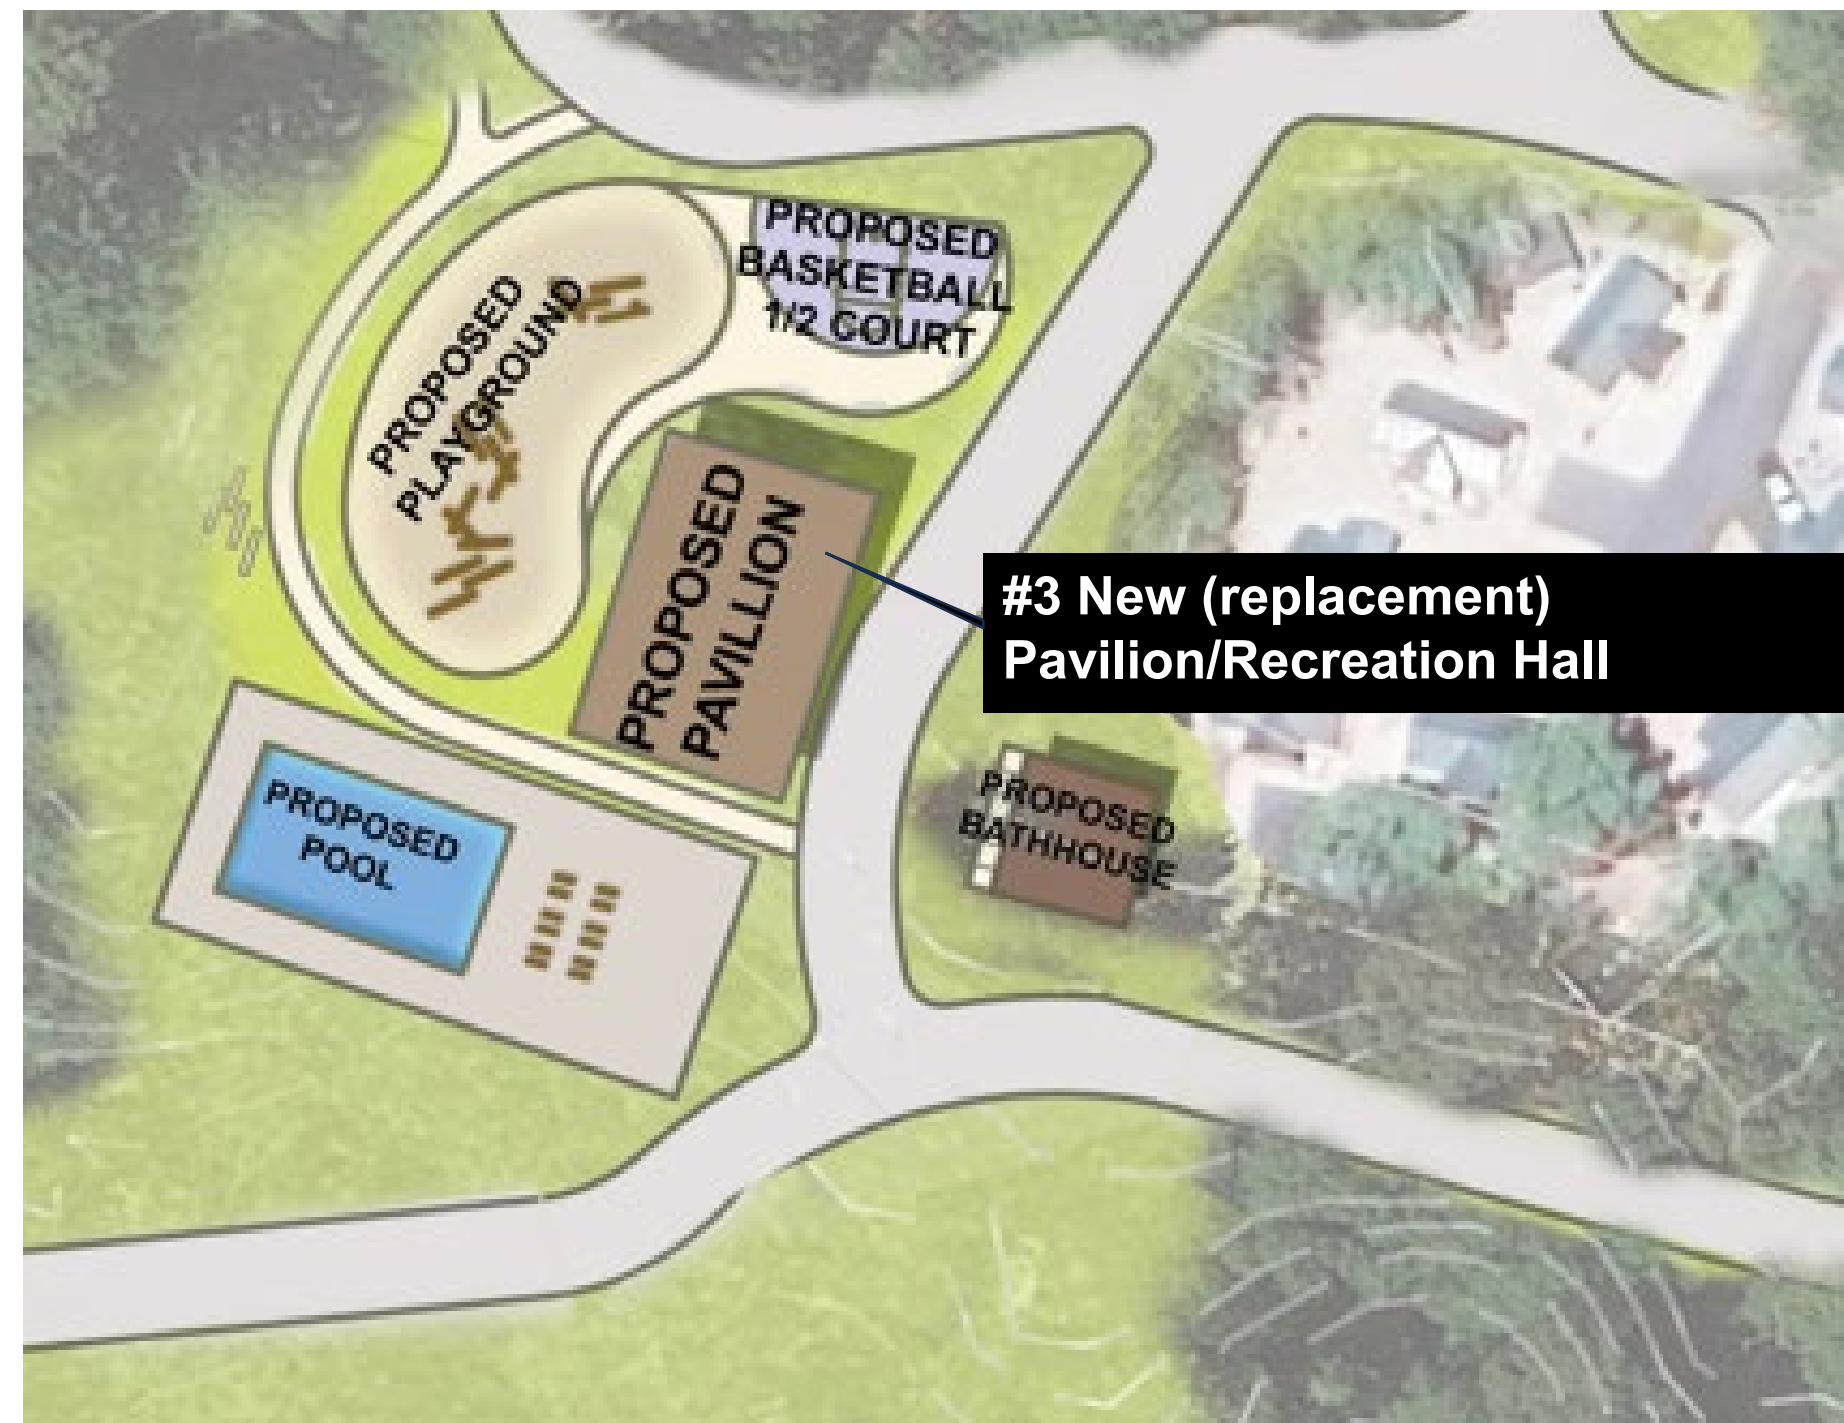 PROPOSED
BASKETBALL
1/2 COURT
PROPOSED
PLAYGROUND
PROPOSED
PAVILLION
#3 New (replacement)
Pavilion/Recreation Hall
PROPOSED
POOL
PROPOSED
BATHHOUSE